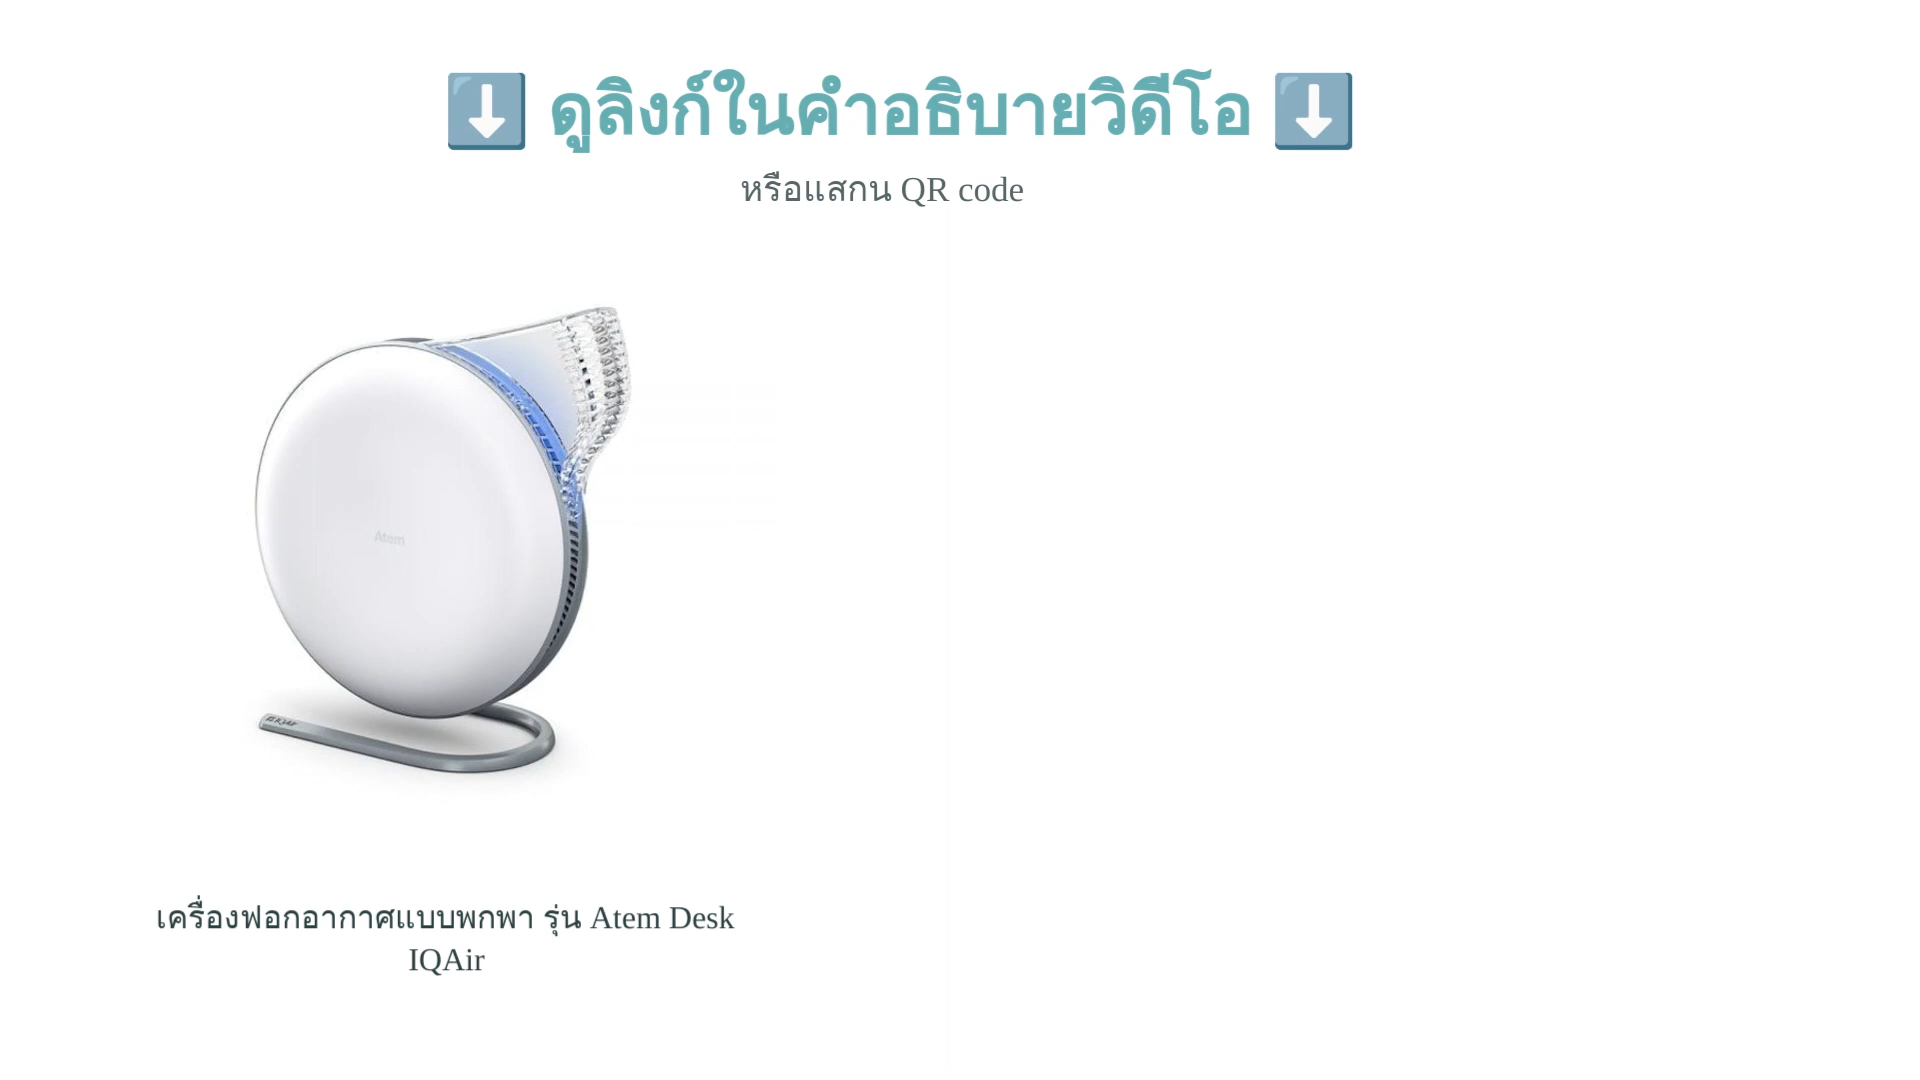 ⬇️ ดูลิงก์ในคำอธิบายวิดีโอ ⬇️
หรือแสกน QR code
Atem
IQAir
เครื่องฟอกอากาศแบบพกพา รุ่น Atem Desk
IQAir